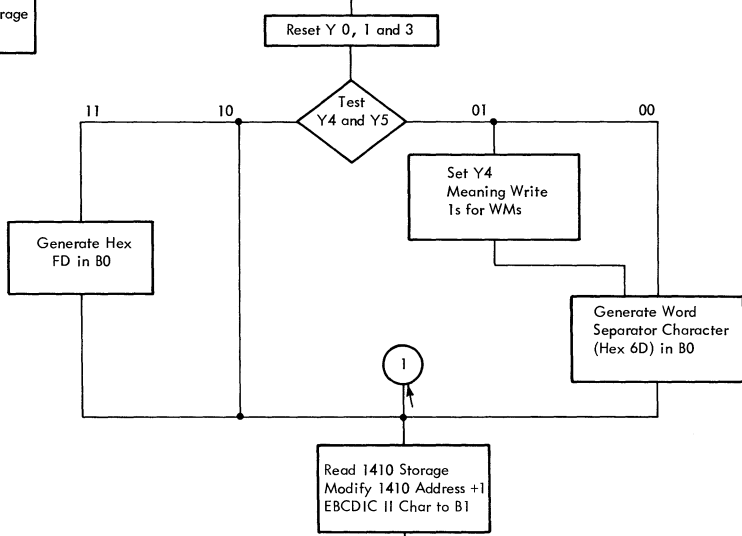 rage
Reset Y 0, 1 and 3
Test
Y4 and Y5
11
10
01
00
Set Y4
Meaning Write
1s for WMs
Generate Hex
FD in B0
Generate Word
Separator Character
(Hex 6D) in B0
1
Read 1410 Storage
Modify 1410 Address +1
EBCDIC II Char to B1